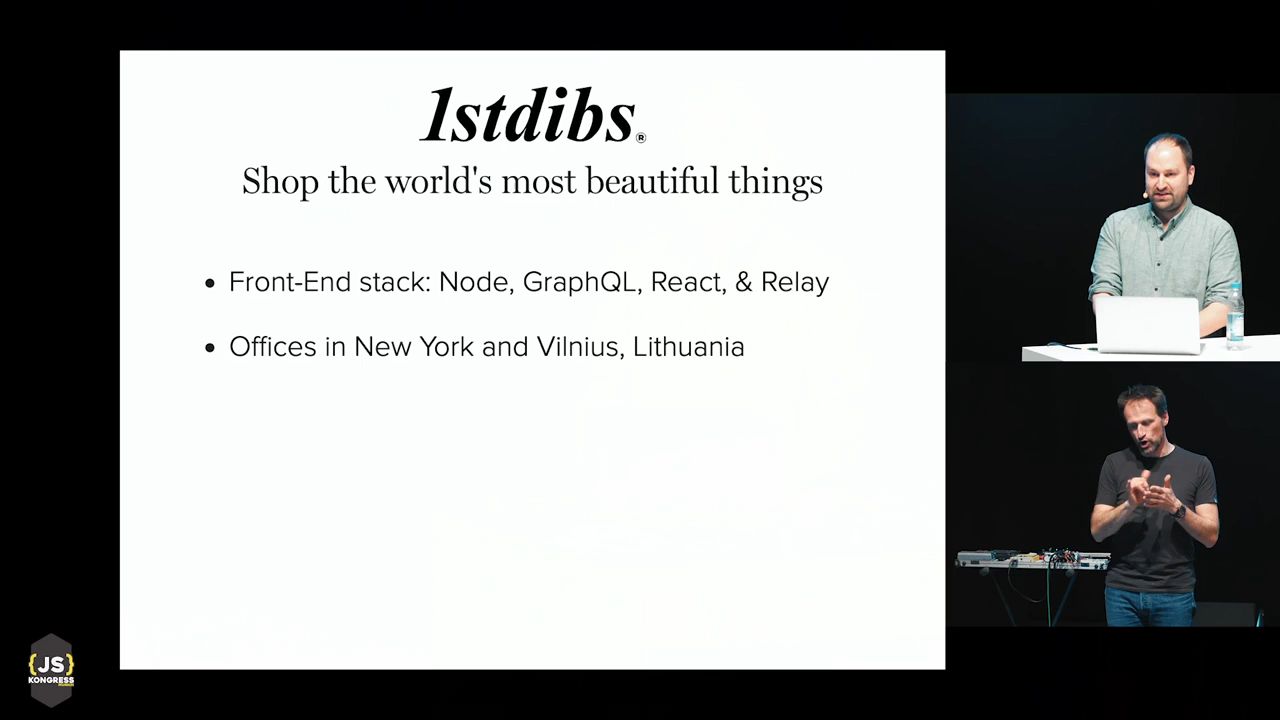 1stdibs®
Shop the world's most beautiful things
• Front-End stack: Node, GraphQL, React, & Relay
• Offices in New York and Vilnius, Lithuania
{JS}
KONGRESS